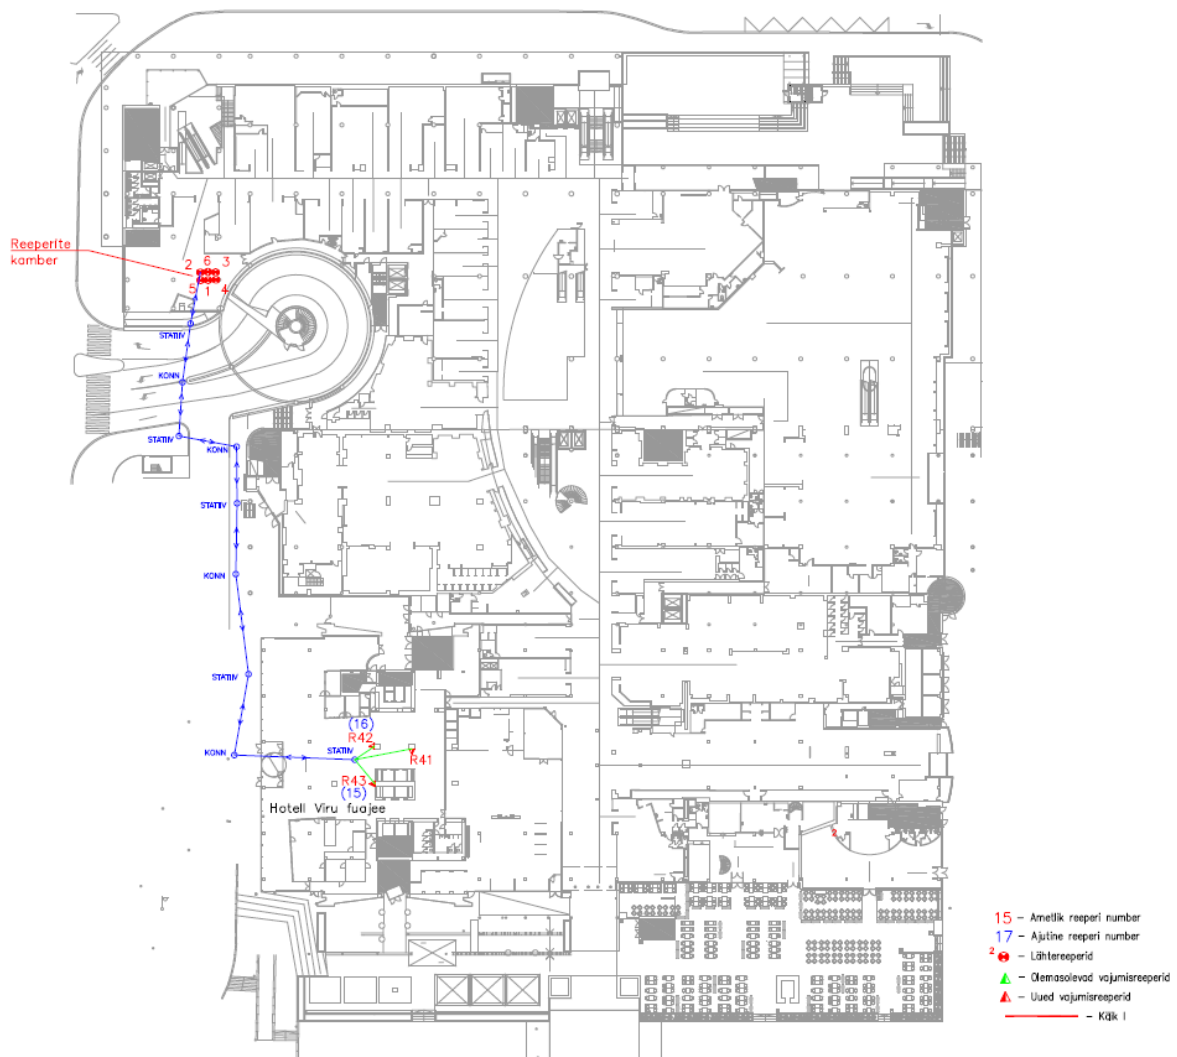 Reeperite
kamber
2 6 3
5 1 4
STATIIV
KONN
STATIIV
KONN
STATIIV
KONN
STATIIV
(16)
R42
KONN
STATIIV
R41
R43
(15)
Hotell Viru fuajee
2
15 – Ametlik reeperi number
17 – Ajutine reeperi number
2 – Lähtereeperid
– Olemasolevad vajumisreeperid
– Uued vajumisreeperid
– Käik I